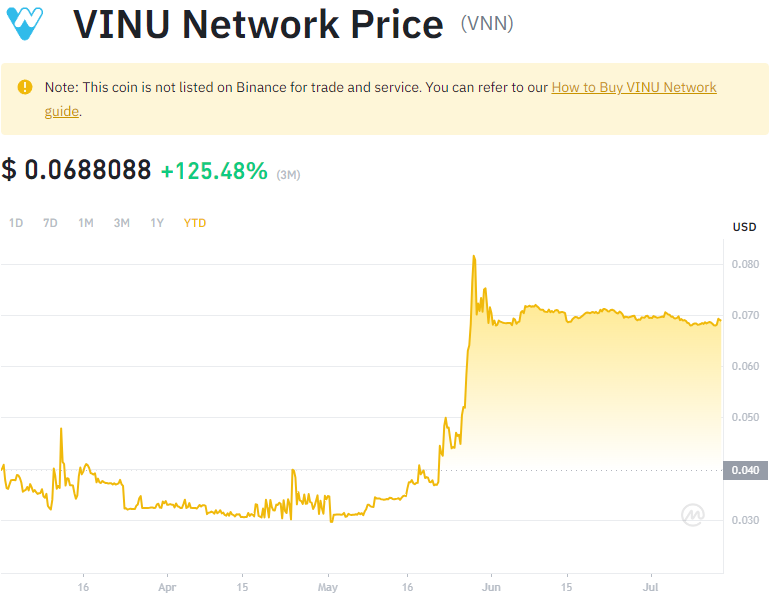 VINU Network Price (VNN)
Note: This coin is not listed on Binance for trade and service. You can refer to our How to Buy VINU Network
guide.
$ 0.0688088 +125.48% (3M)
1D 7D 1M 3M 1Y YTD
USD
0.080
0.070
0.060
0.050
0.040
0.030
16 Apr 15 May 16 Jun 15 Jul